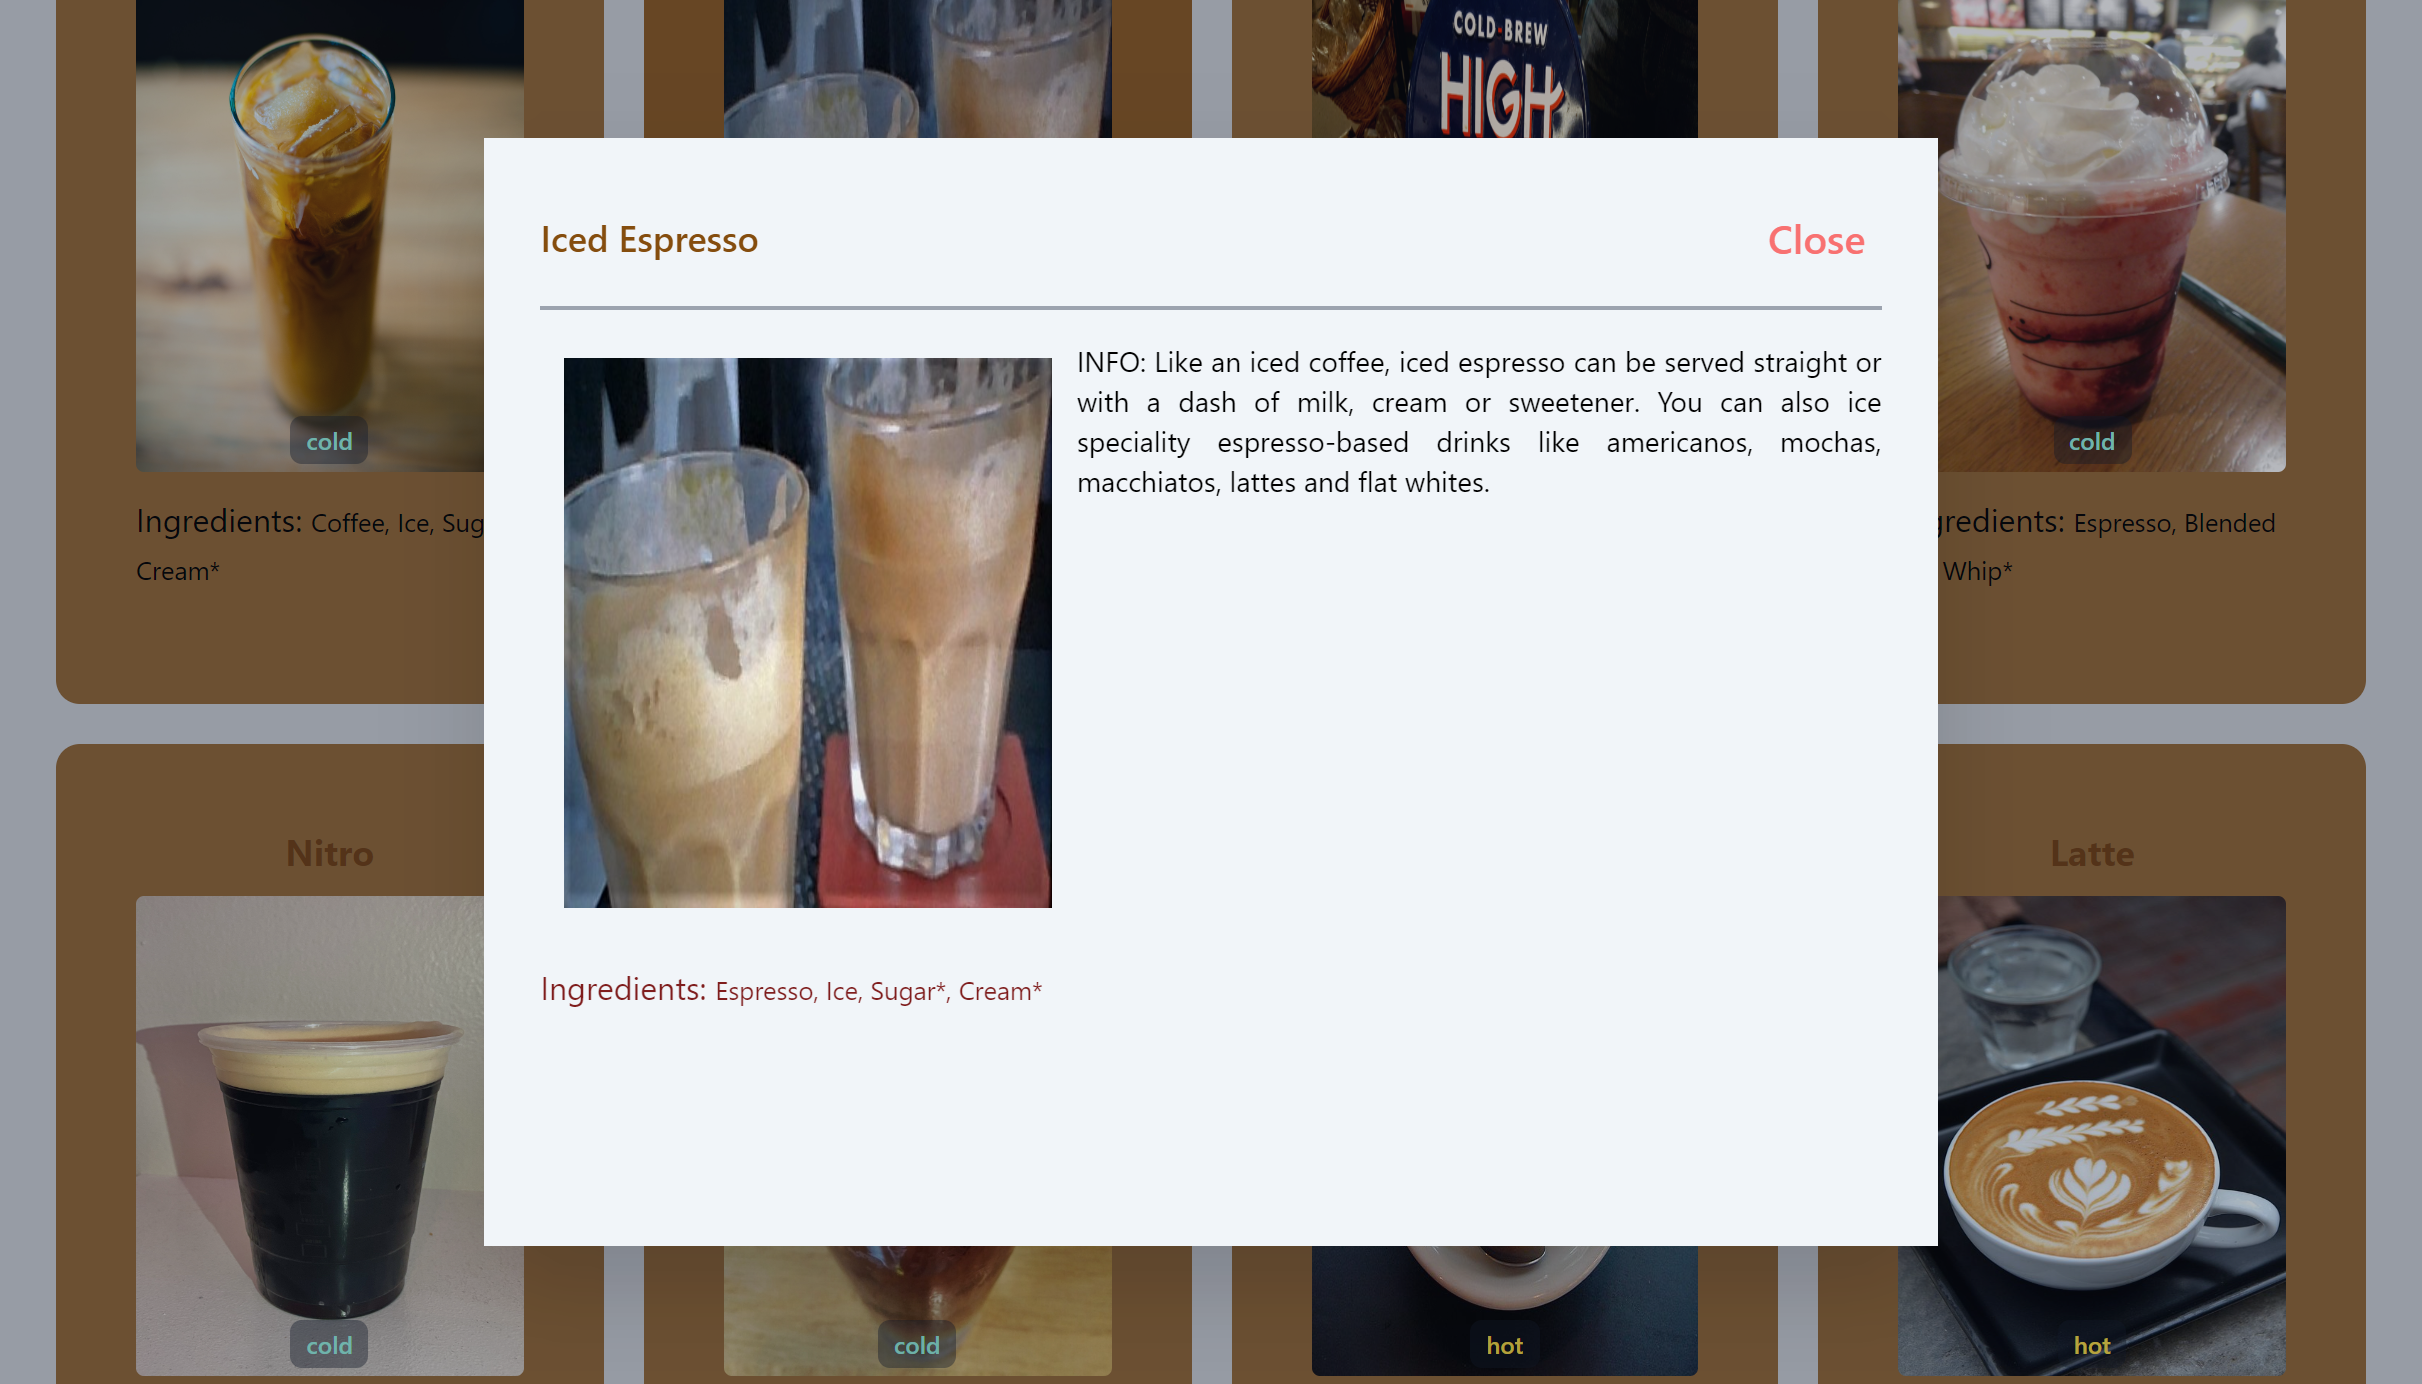 COLD-BREW
HIGH
Iced Espresso
Close
INFO: Like an iced coffee, iced espresso can be served straight or
with a dash of milk, cream or sweetener. You can also ice
speciality espresso-based drinks like americanos, mochas,
macchiatos, lattes and flat whites.
Ingredients: Espresso, Ice, Sugar*, Cream*
cold
Ingredients: Coffee, Ice, Sug
Cream*
cold
gredients: Espresso, Blended
Whip*
Nitro
Latte
cold
cold
hot
hot